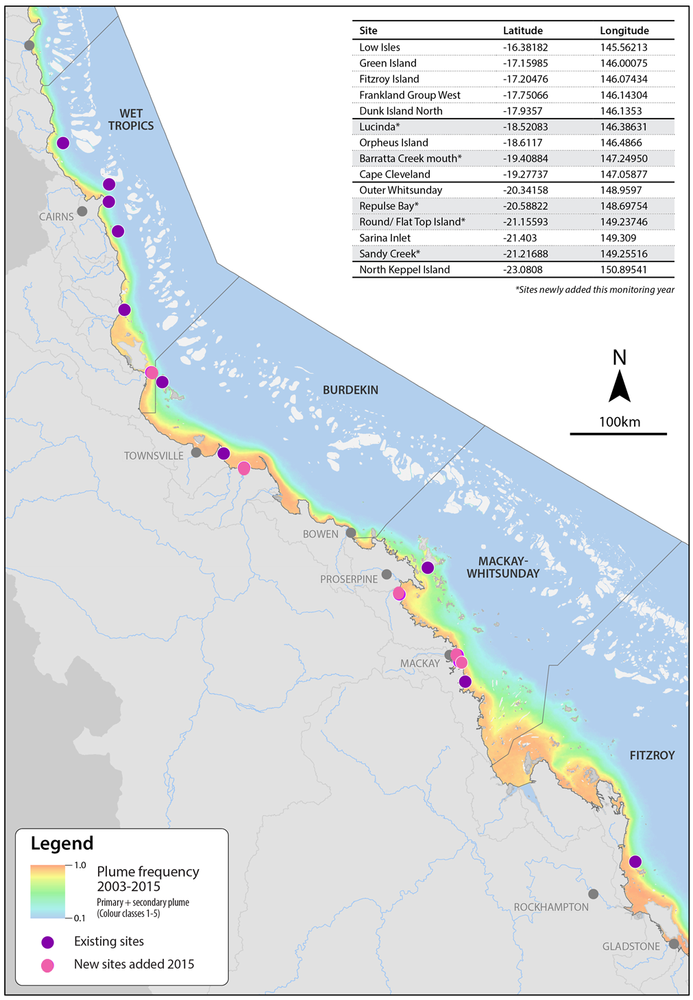 Site Latitude Longitude
Low Isles -16.38182 145.56213
Green Island -17.15985 146.00075
Fitzroy Island -17.20476 146.07434
Frankland Group West -17.75066 146.14304
Dunk Island North -17.9357 146.1353
Lucinda* -18.52083 146.38631
Orpheus Island -18.6117 146.4866
Barratta Creek mouth* -19.40884 147.24950
Cape Cleveland -19.27737 147.05877
Outer Whitsunday -20.34158 148.9597
Repulse Bay* -20.58822 148.69754
Round/ Flat Top Island* -21.15593 149.23746
Sarina Inlet -21.403 149.309
Sandy Creek* -21.21688 149.25516
North Keppel Island -23.0808 150.89541
*Sites newly added this monitoring year
WET
TROPICS
CAIRNS
N
100km
BURDEKIN
TOWNSVILLE
BOWEN
MACKAY-
WHITSUNDAY
PROSERPINE
MACKAY
FITZROY
ROCKHAMPTON
GLADSTONE
Legend
1.0
Plume frequency
2003-2015
Primary + secondary plume
(Colour classes 1-5)
0.1
Existing sites
New sites added 2015